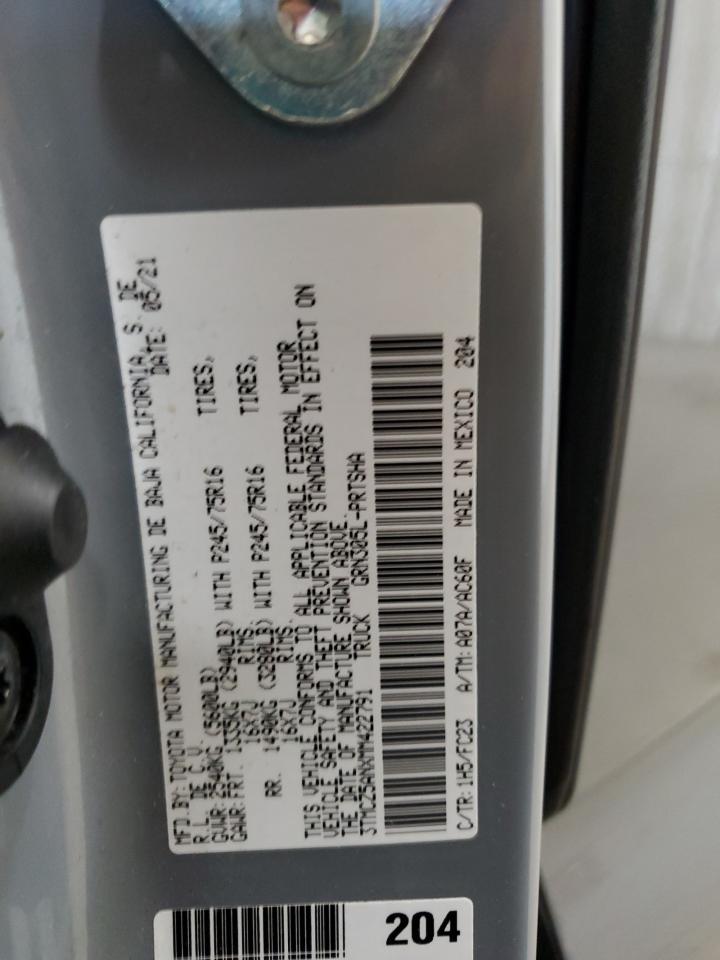 MFD.BY: TOYOTA MOTOR MANUFACTURING DE BAJA CALIFORNIA, S. DE
R.L. DE C.V. DATE: 05/21
GVWR: 2540KG (5600LB)
GAWR: FRT. 1335KG (2940LB) WITH P245/75R16 TIRES,
16X7J RIMS.
RR. 1490KG (3280LB) WITH P245/75R16 TIRES,
16X7J RIMS.
THIS VEHICLE CONFORMS TO ALL APPLICABLE FEDERAL MOTOR
VEHICLE SAFETY AND THEFT PREVENTION STANDARDS IN EFFECT ON
THE DATE OF MANUFACTURE SHOWN ABOVE.
3TMCZ5ANXMM422791 TRUCK GRN305L-PRTSHA
C/TR: 1H5/FC23 A/TM: A07A/AC60F MADE IN MEXICO 204
204